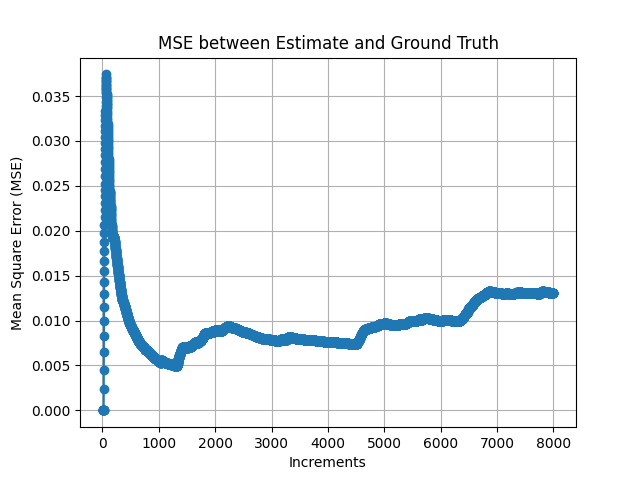 MSE between Estimate and Ground Truth
Mean Square Error (MSE)
0.035
0.030
0.025
0.020
0.015
0.010
0.005
0.000
0 1000 2000 3000 4000 5000 6000 7000 8000
Increments